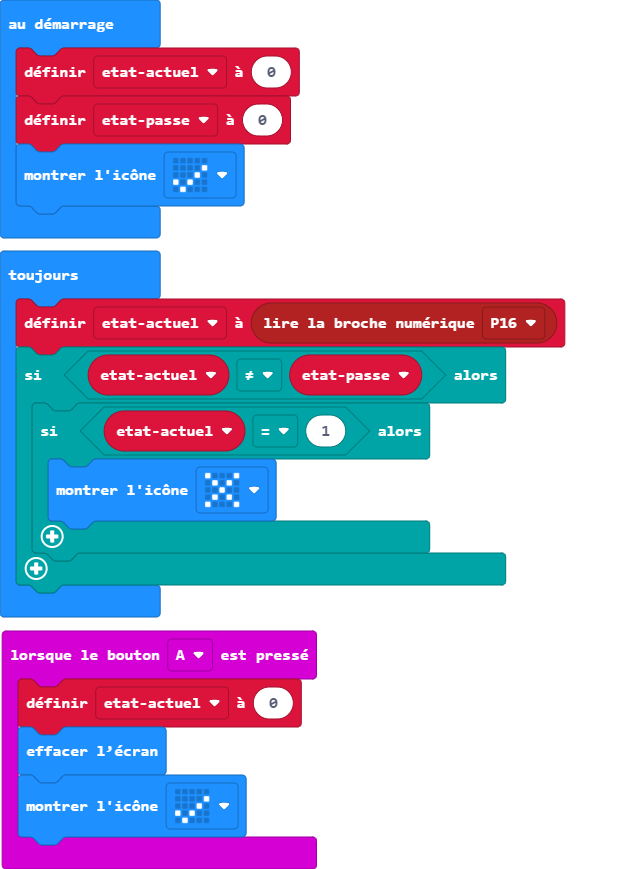 au démarrage
définir etat-actuel à 0
définir etat-passe à 0
montrer l'icône
toujours
définir etat-actuel à lire la broche numérique P16
si etat-actuel ≠ etat-passe alors
si etat-actuel = 1 alors
montrer l'icône
lorsque le bouton A est pressé
définir etat-actuel à 0
effacer l’écran
montrer l'icône